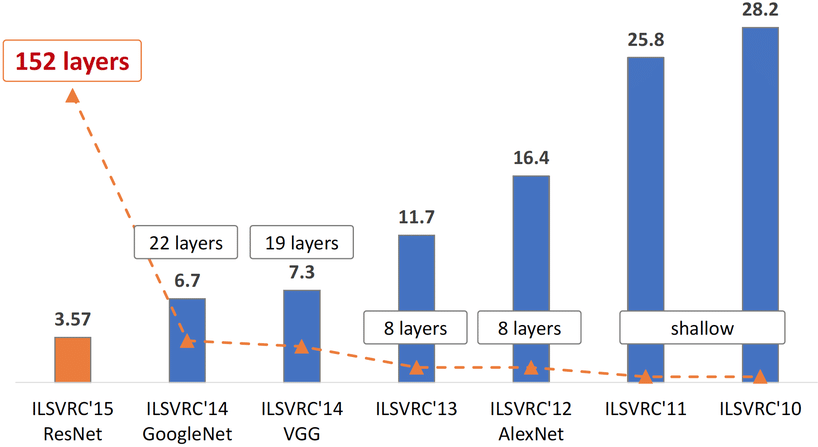 28.2
25.8
152 layers
16.4
11.7
22 layers
19 layers
6.7
7.3
3.57
8 layers
8 layers
shallow
ILSVRC'15
ResNet
ILSVRC'14
GoogleNet
ILSVRC'14
VGG
ILSVRC'13
ILSVRC'12
AlexNet
ILSVRC'11
ILSVRC'10